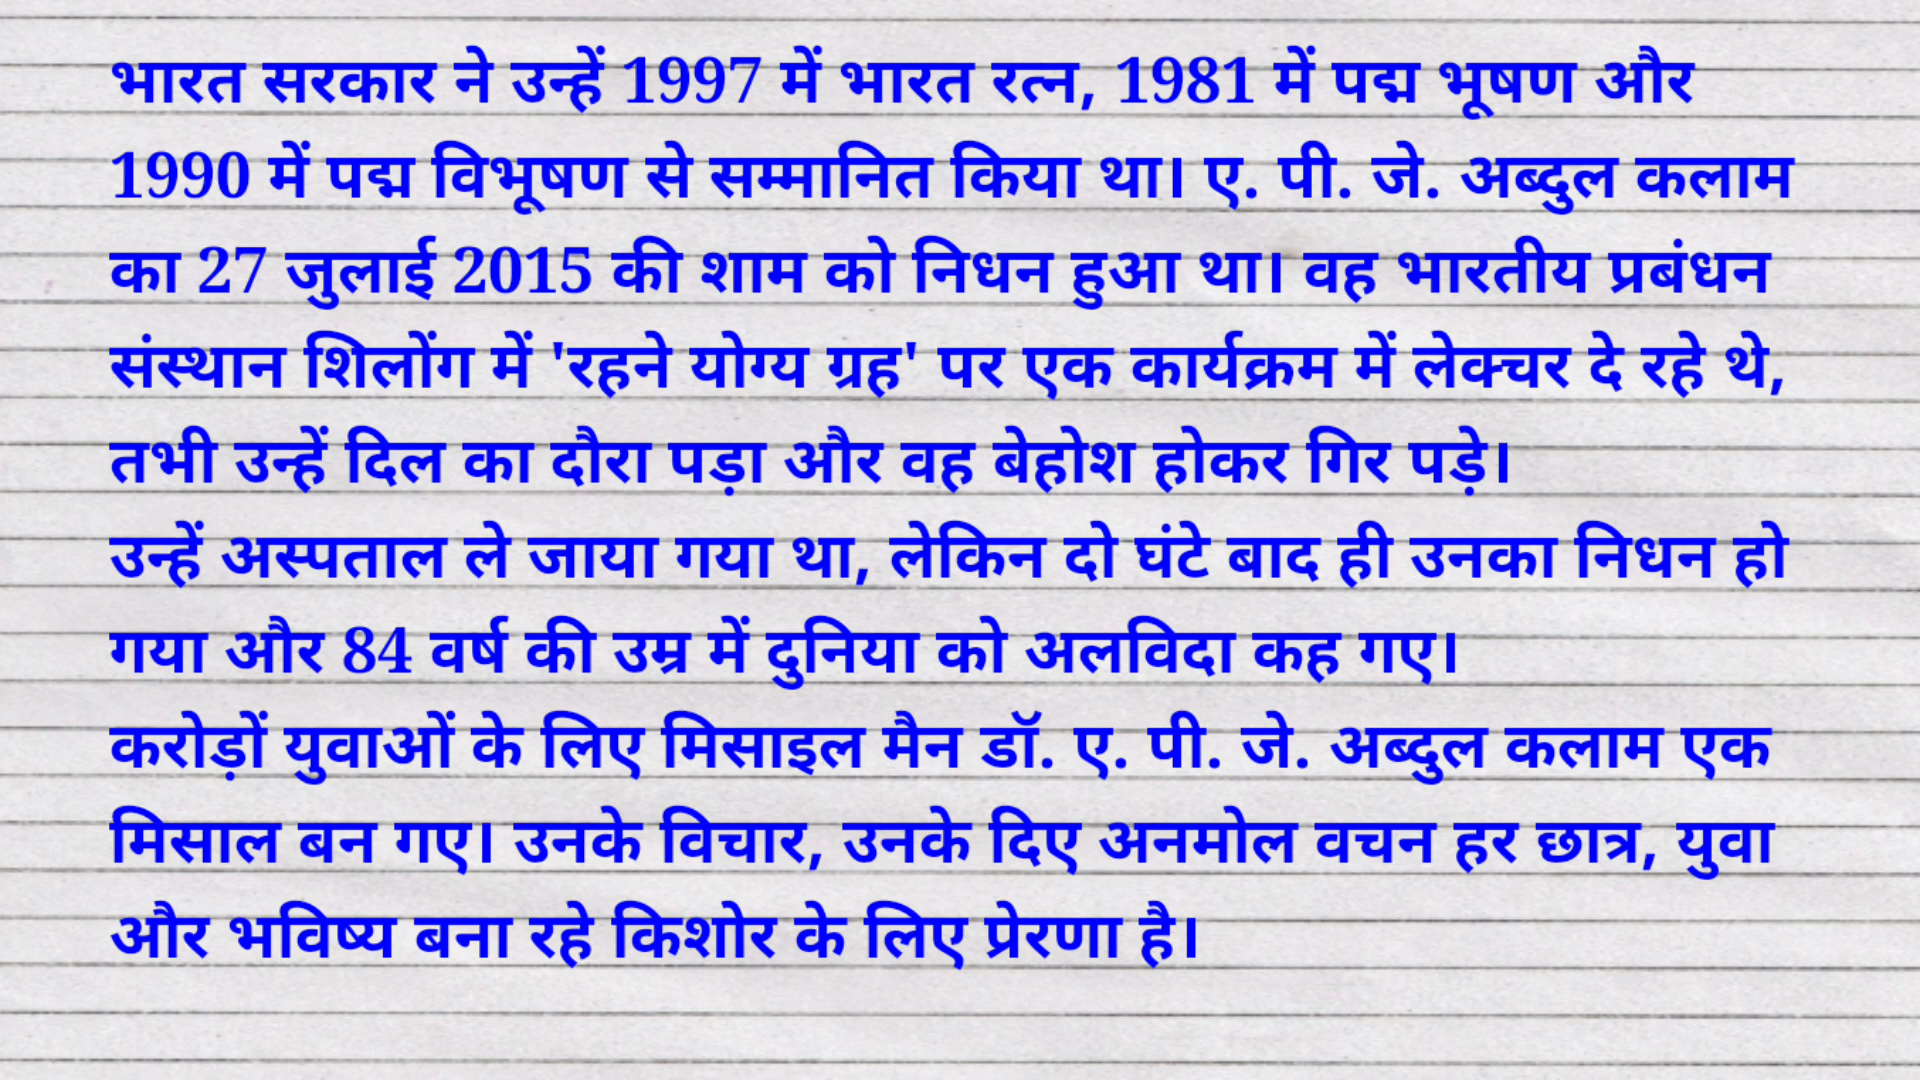 भारत सरकार ने उन्हें 1997 में भारत रत्न, 1981 में पद्म भूषण और
1990 में पद्म विभूषण से सम्मानित किया था। ए. पी. जे. अब्दुल कलाम
का 27 जुलाई 2015 की शाम को निधन हुआ था। वह भारतीय प्रबंधन
संस्थान शिलोंग में 'रहने योग्य ग्रह' पर एक कार्यक्रम में लेक्चर दे रहे थे,
तभी उन्हें दिल का दौरा पड़ा और वह बेहोश होकर गिर पड़े।
उन्हें अस्पताल ले जाया गया था, लेकिन दो घंटे बाद ही उनका निधन हो
गया और 84 वर्ष की उम्र में दुनिया को अलविदा कह गए।
करोड़ों युवाओं के लिए मिसाइल मैन डॉ. ए. पी. जे. अब्दुल कलाम एक
मिसाल बन गए। उनके विचार, उनके दिए अनमोल वचन हर छात्र, युवा
और भविष्य बना रहे किशोर के लिए प्रेरणा है।